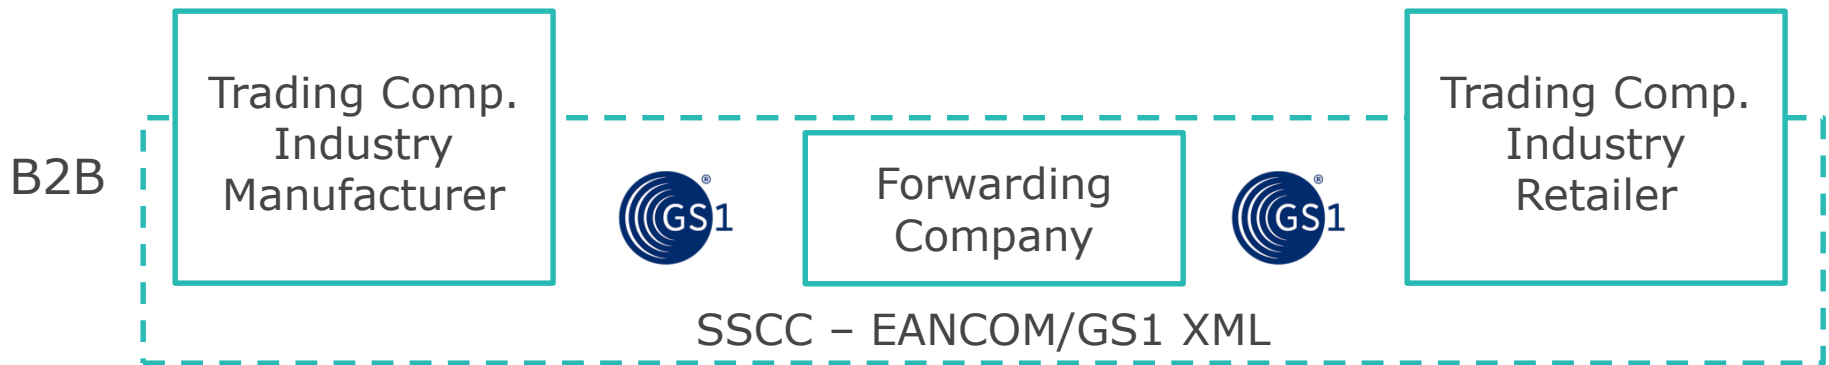 B2B
Trading Comp.
Industry
Manufacturer
GS1
®
Forwarding
Company
GS1
®
Trading Comp.
Industry
Retailer
SSCC – EANCOM/GS1 XML